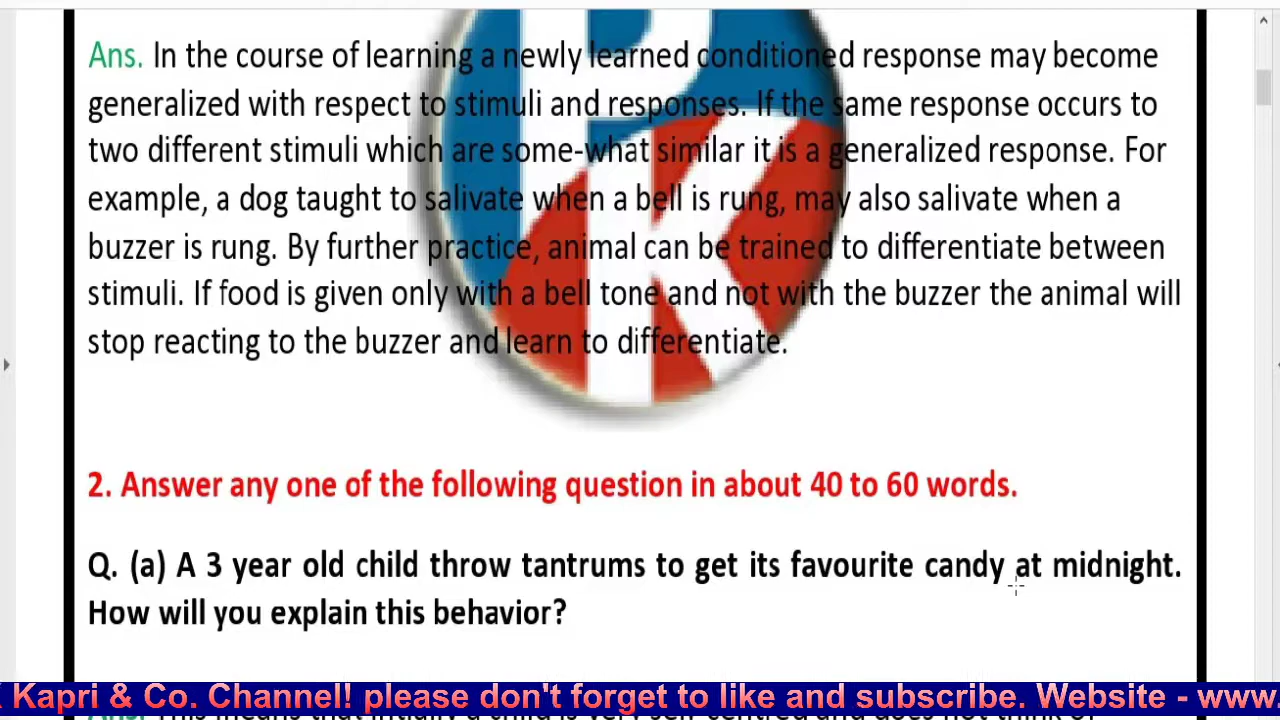 Ans. In the course of learning a newly learned conditioned response may become
generalized with respect to stimuli and responses. If the same response occurs to
two different stimuli which are some-what similar it is a generalized response. For
example, a dog taught to salivate when a bell is rung, may also salivate when a
buzzer is rung. By further practice, animal can be trained to differentiate between
stimuli. If food is given only with a bell tone and not with the buzzer the animal will
stop reacting to the buzzer and learn to differentiate.
2. Answer any one of the following question in about 40 to 60 words.
Q. (a) A 3 year old child throw tantrums to get its favourite candy at midnight.
How will you explain this behavior?
Kapri & Co. Channel! please don't forget to like and subscribe. Website - www